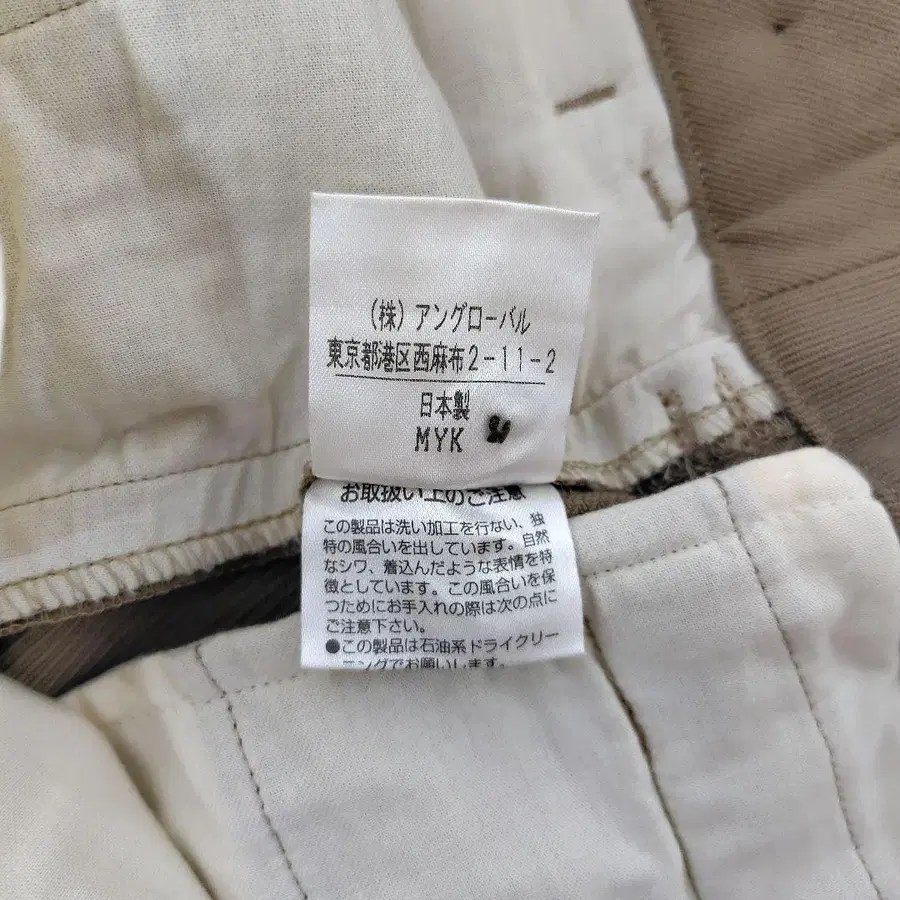 (株)アングローバル
東京都港区西麻布2-11-2
日本製
MYK
お取扱い上のご注意
この製品は洗い加工を行ない、独
特の風合いを出しています。自然
なシワ、着込んだような表情を特
徴としています。この風合いを保
つためにお手入れの際は次の点に
ご注意下さい。
●この製品は石油系ドライクリー
ニングでお願いします。